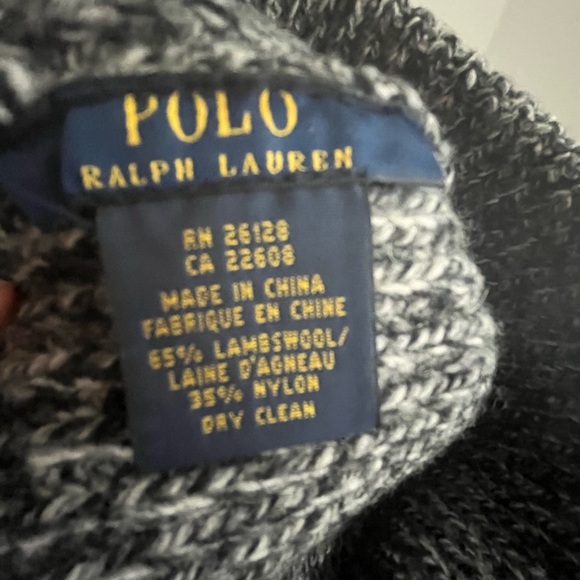 POLO
RALPH LAUREN
RN 26128
CA 22608
MADE IN CHINA
FABRIQUE EN CHINE
65% LAMBSWOOL/
LAINE D'AGNEAU
35% NYLON
DRY CLEAN